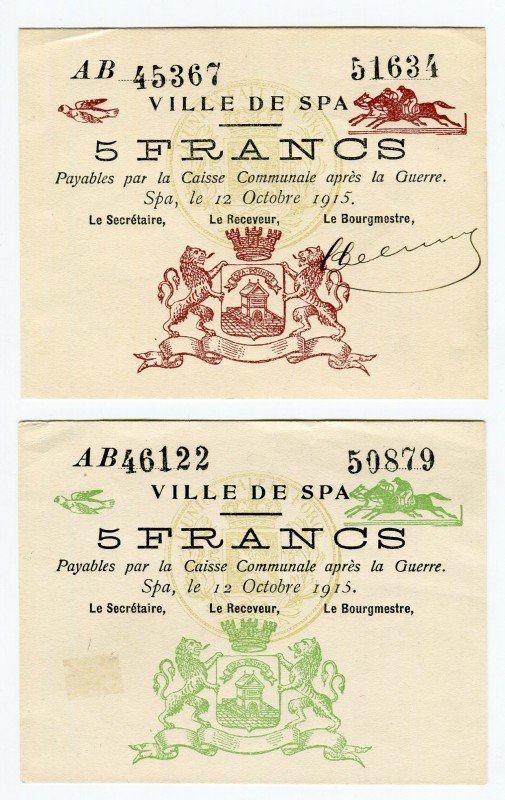 AB 45367 51634
VILLE DE SPA
5 FRANCS
Payables par la Caisse Communale après la Guerre.
Spa, le 12 Octobre 1915.
Le Secrétaire, Le Receveur, Le Bourgmestre,
AB 46122 50879
VILLE DE SPA
5 FRANCS
Payables par la Caisse Communale après la Guerre.
Spa, le 12 Octobre 1915.
Le Secrétaire, Le Receveur, Le Bourgmestre,